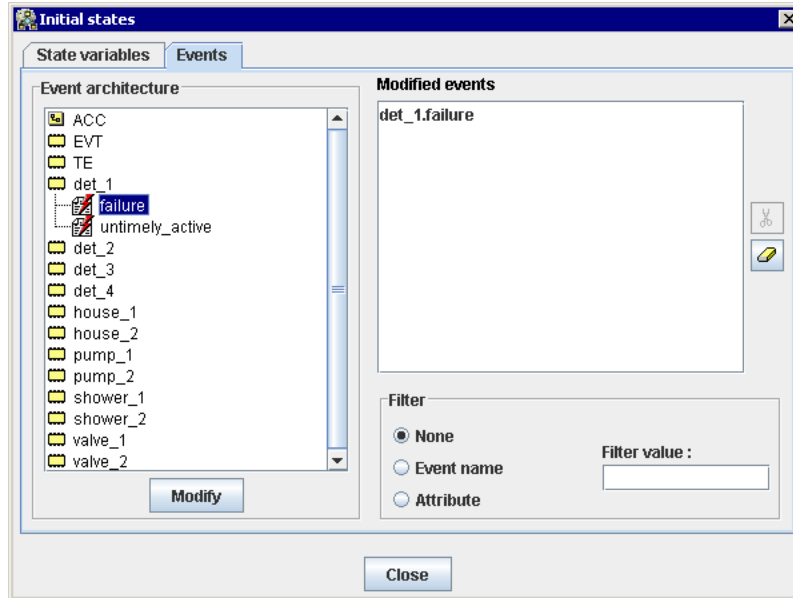 Initial states
State variables
Events
Event architecture
ACC
EVT
TE
det_1
failure
untimely_active
det_2
det_3
det_4
house_1
house_2
pump_1
pump_2
shower_1
shower_2
valve_1
valve_2
Modify
Modified events
det_1.failure
Filter
None
Event name
Attribute
Filter value :
Close